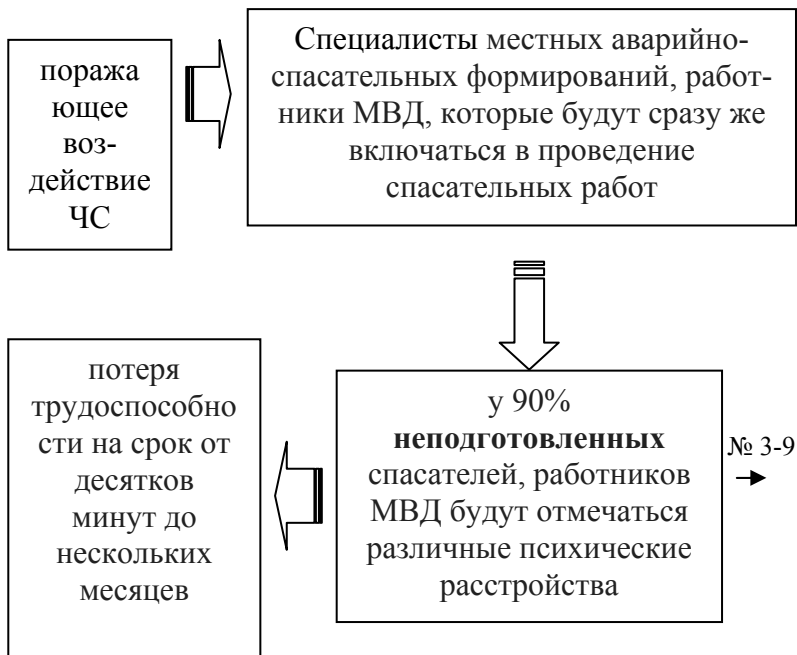 поража
ющее
воз-
действие
ЧС
Специалисты местных аварийно-
спасательных формирований, работ-
ники МВД, которые будут сразу же
включаться в проведение
спасательных работ
потеря
трудоспособно
сти на срок от
десятков
минут до
нескольких
месяцев
у 90%
неподготовленных
спасателей, работников
МВД будут отмечаться
различные психические
расстройства
№ 3-9